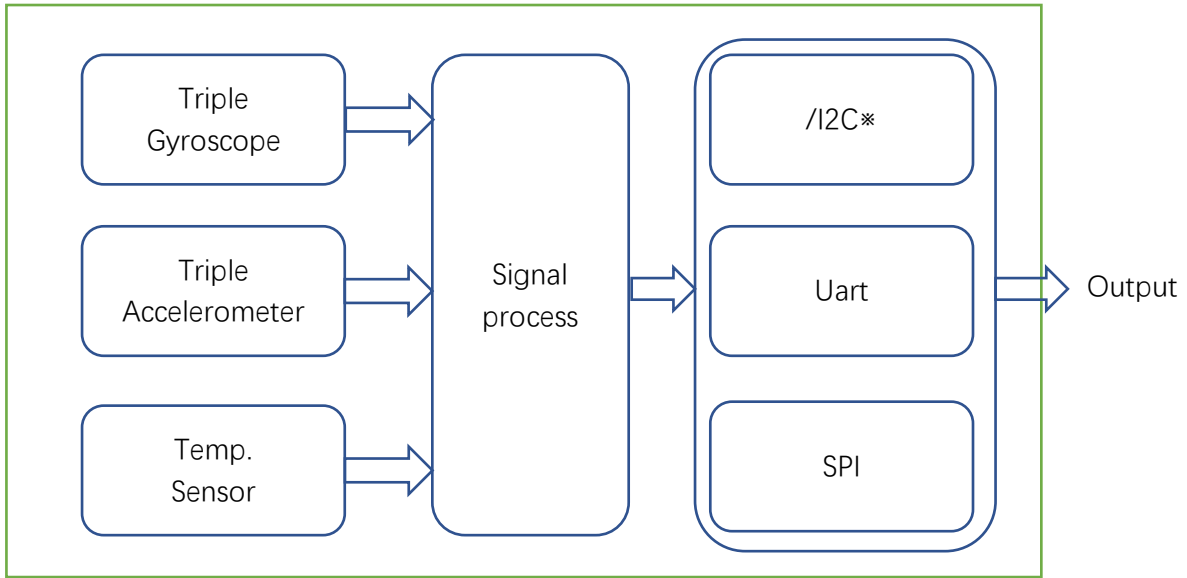 Triple
Gyroscope
Triple
Accelerometer
Temp.
Sensor
Signal
process
/I2C※
Uart
SPI
Output